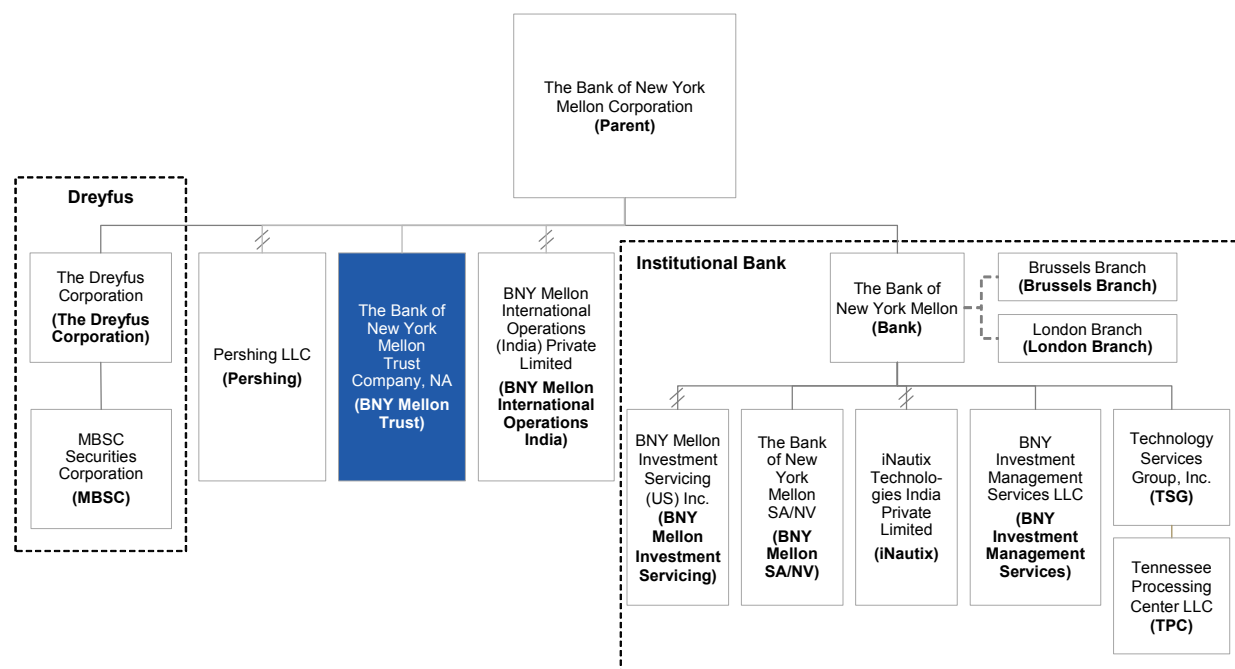 The Bank of New York
Mellon Corporation
(Parent)
Dreyfus
The Dreyfus
Corporation
(The Dreyfus
Corporation)
MBSC
Securities
Corporation
(MBSC)
Pershing LLC
(Pershing)
The Bank of
New York
Mellon
Trust
Company, NA
(BNY Mellon
Trust)
BNY Mellon
International
Operations
(India) Private
Limited
(BNY Mellon
International
Operations
India)
Institutional Bank
The Bank of
New York Mellon
(Bank)
Brussels Branch
(Brussels Branch)
London Branch
(London Branch)
BNY Mellon
Investment
Servicing
(US) Inc.
(BNY
Mellon
Investment
Servicing)
The Bank
of New
York
Mellon
SA/NV
(BNY
Mellon
SA/NV)
iNautix
Technolo-
gies India
Private
Limited
(iNautix)
BNY
Investment
Management
Services LLC
(BNY
Investment
Management
Services)
Technology
Services
Group, Inc.
(TSG)
Tennessee
Processing
Center LLC
(TPC)